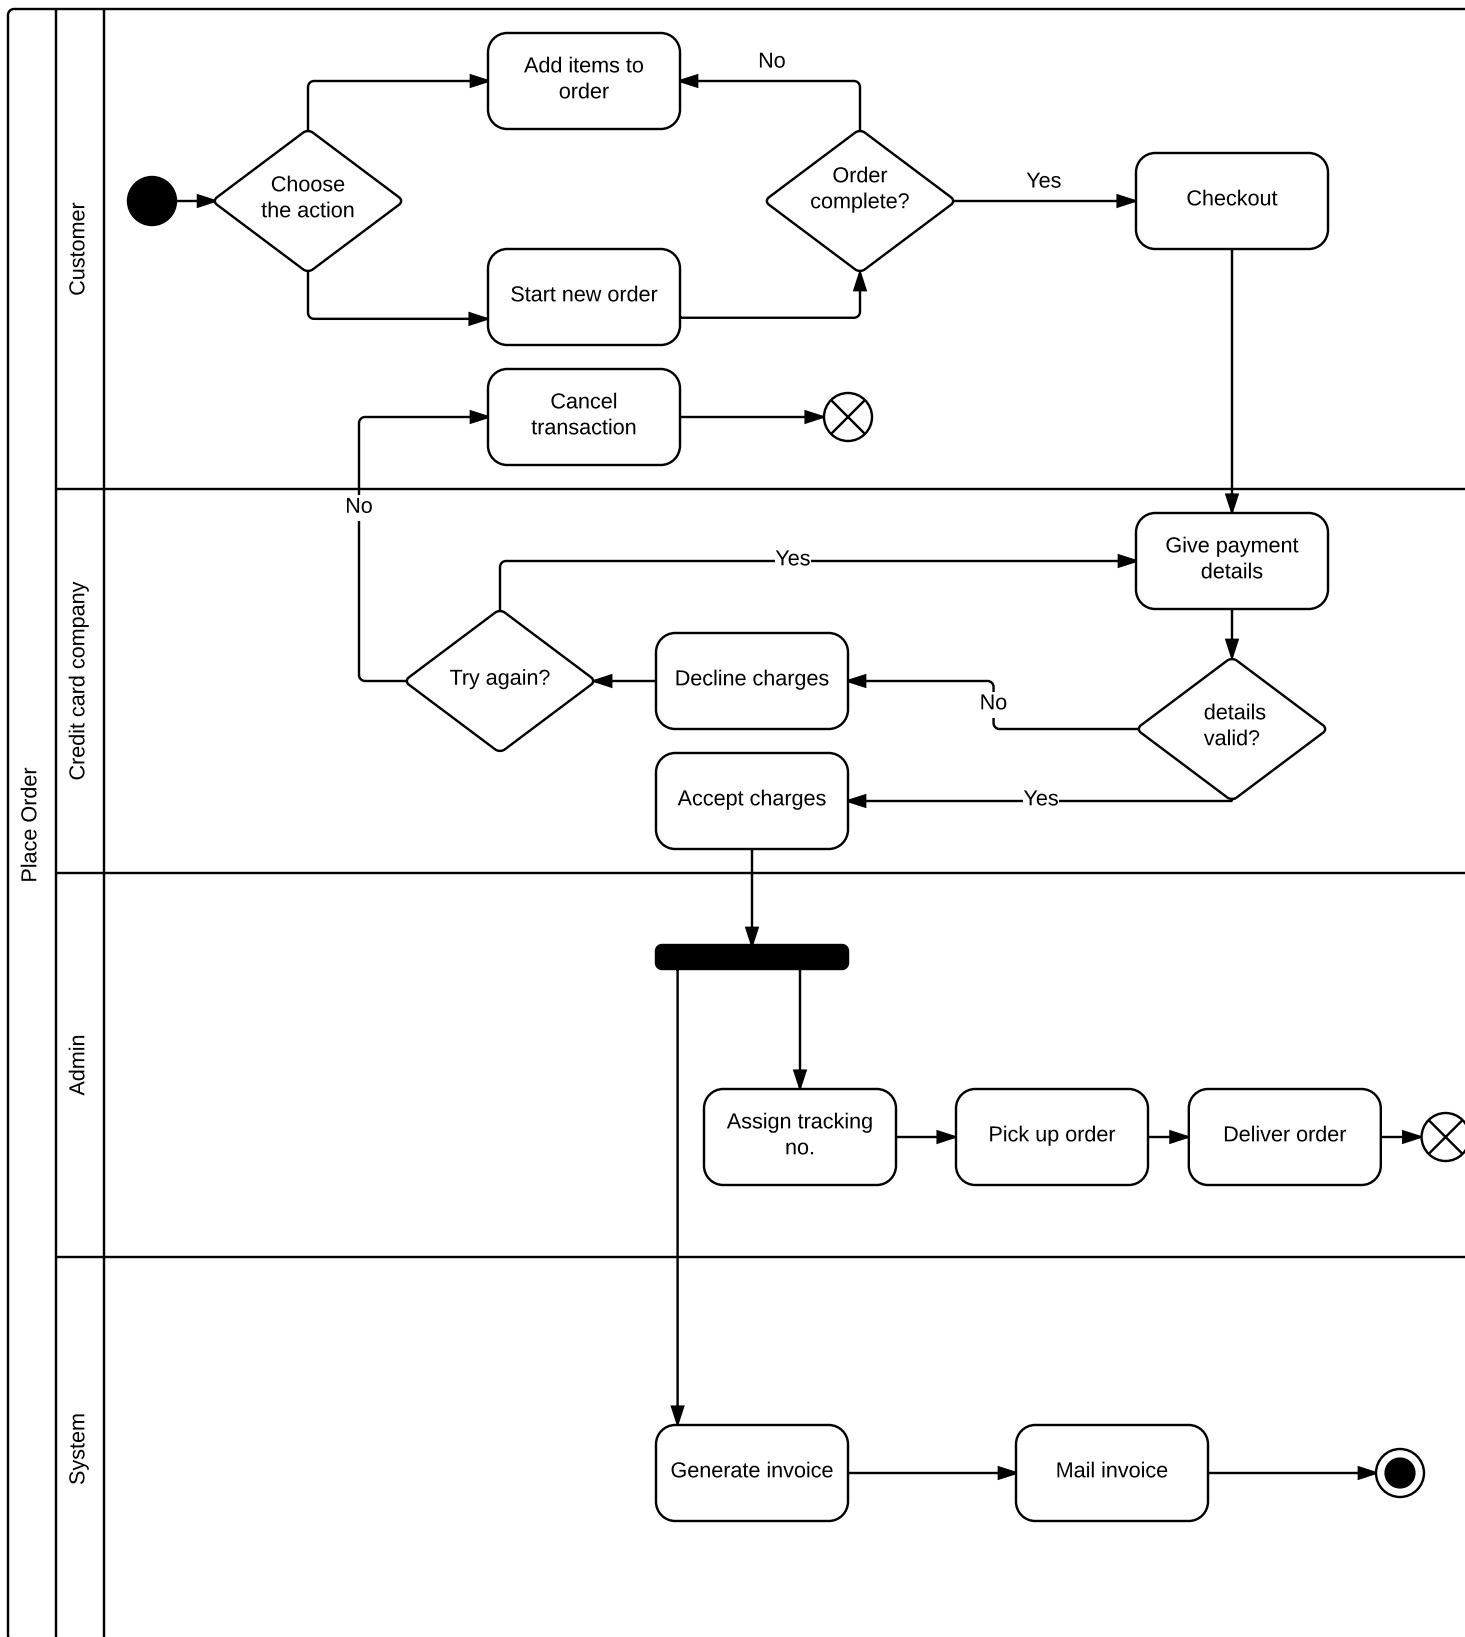 Place Order
Customer
Add items to
order
No
Choose
the action
Order
complete?
Yes
Checkout
Start new order
Cancel
transaction
Credit card company
No
Yes
Give payment
details
Try again?
Decline charges
No
details
valid?
Accept charges
Yes
Admin
Assign tracking
no.
Pick up order
Deliver order
System
Generate invoice
Mail invoice